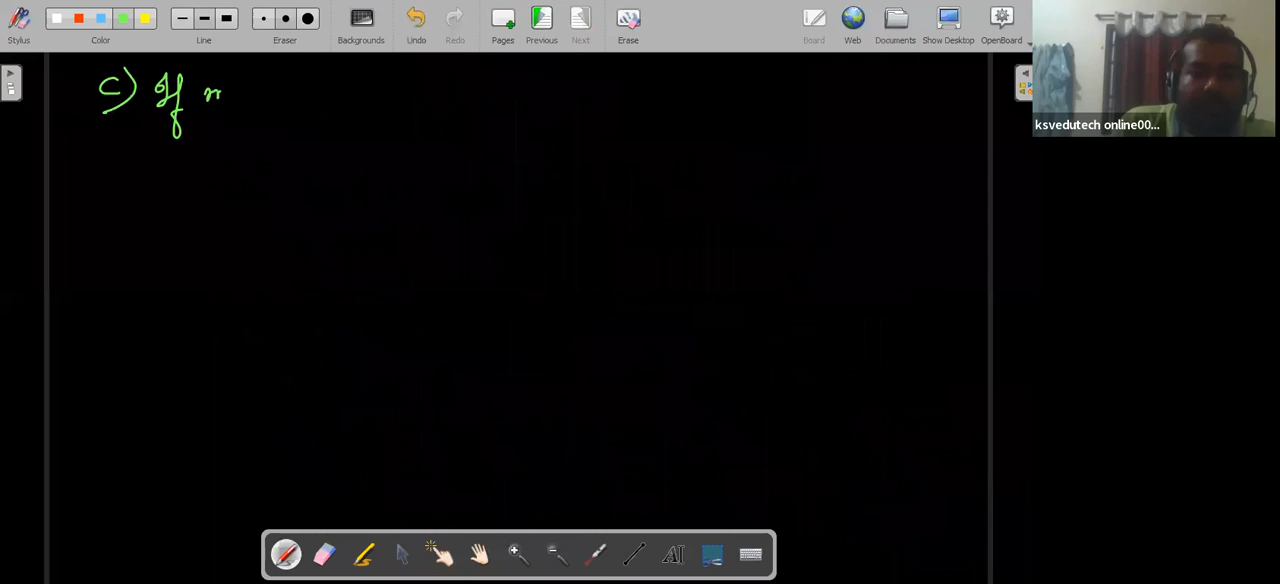 Stylus
Color
Line
Eraser
Backgrounds
Undo
Redo
Pages
Previous
Next
Erase
Board
Web
Documents
Show Desktop
OpenBoard
ksvedutech online00...
C) If n
AI